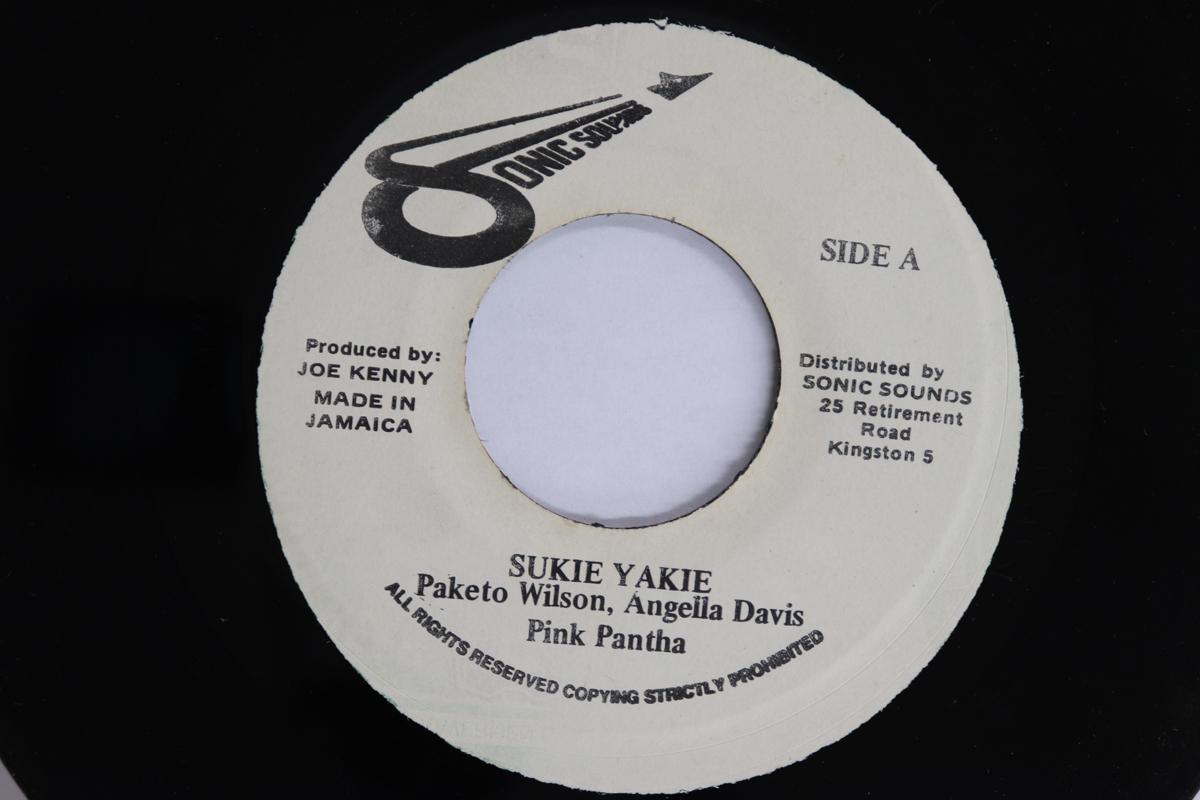 SONIC SOUNDS
SIDE A
Produced by:
JOE KENNY
MADE IN
JAMAICA
Distributed by
SONIC SOUNDS
25 Retirement
Road
Kingston 5
SUKIE YAKIE
Paketo Wilson, Angella Davis
Pink Pantha
ALL RIGHTS RESERVED COPYING STRICTLY PROHIBITED